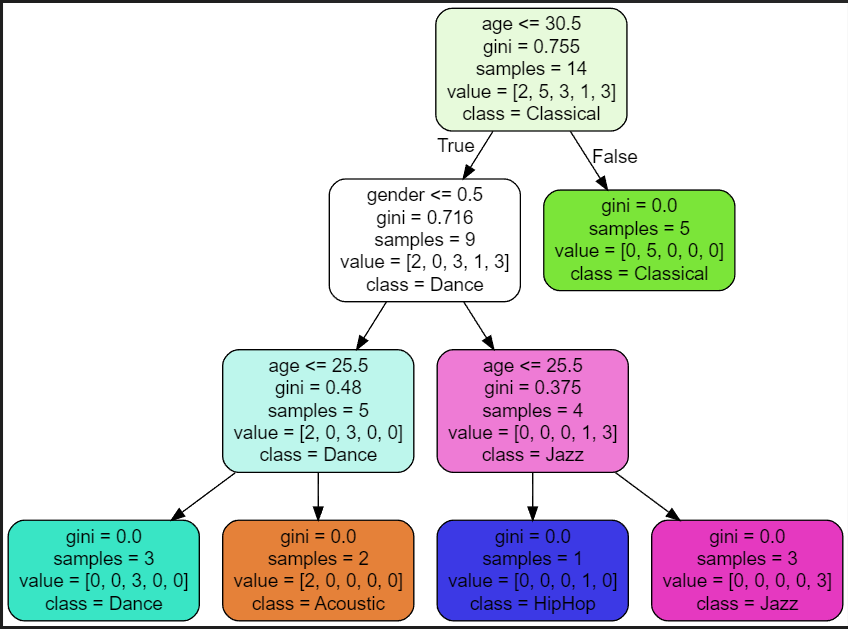 age <= 30.5
gini = 0.755
samples = 14
value = [2, 5, 3, 1, 3]
class = Classical
True
False
gender <= 0.5
gini = 0.716
samples = 9
value = [2, 0, 3, 1, 3]
class = Dance
gini = 0.0
samples = 5
value = [0, 5, 0, 0, 0]
class = Classical
age <= 25.5
gini = 0.48
samples = 5
value = [2, 0, 3, 0, 0]
class = Dance
age <= 25.5
gini = 0.375
samples = 4
value = [0, 0, 0, 1, 3]
class = Jazz
gini = 0.0
samples = 3
value = [0, 0, 3, 0, 0]
class = Dance
gini = 0.0
samples = 2
value = [2, 0, 0, 0, 0]
class = Acoustic
gini = 0.0
samples = 1
value = [0, 0, 0, 1, 0]
class = HipHop
gini = 0.0
samples = 3
value = [0, 0, 0, 0, 3]
class = Jazz